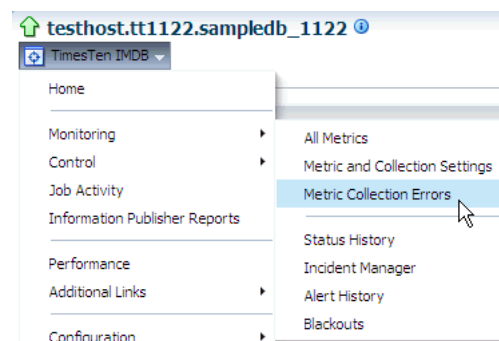 testhost.tt1122.sampledb_1122
TimesTen IMDB
Home
Monitoring
Control
Job Activity
Information Publisher Reports
Performance
Additional Links
Configuration
All Metrics
Metric and Collection Settings
Metric Collection Errors
Status History
Incident Manager
Alert History
Blackouts